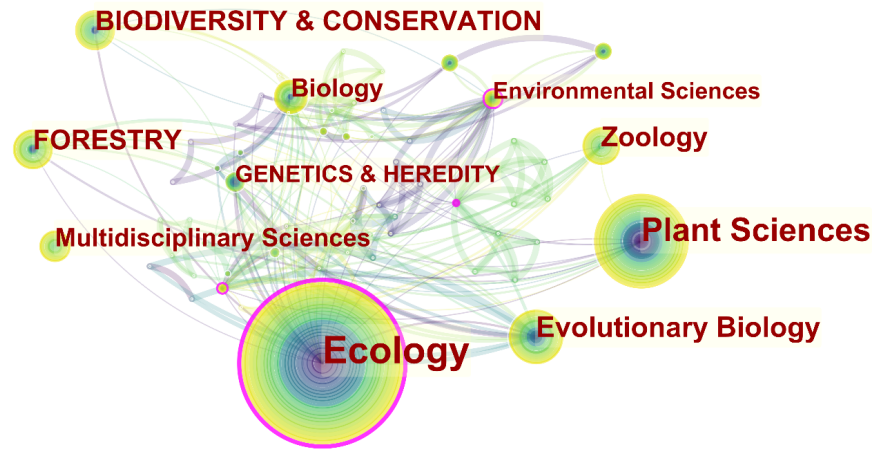 BIODIVERSITY & CONSERVATION
Biology
Environmental Sciences
FORESTRY
Zoology
GENETICS & HEREDITY
Multidisciplinary Sciences
Plant Sciences
Evolutionary Biology
Ecology